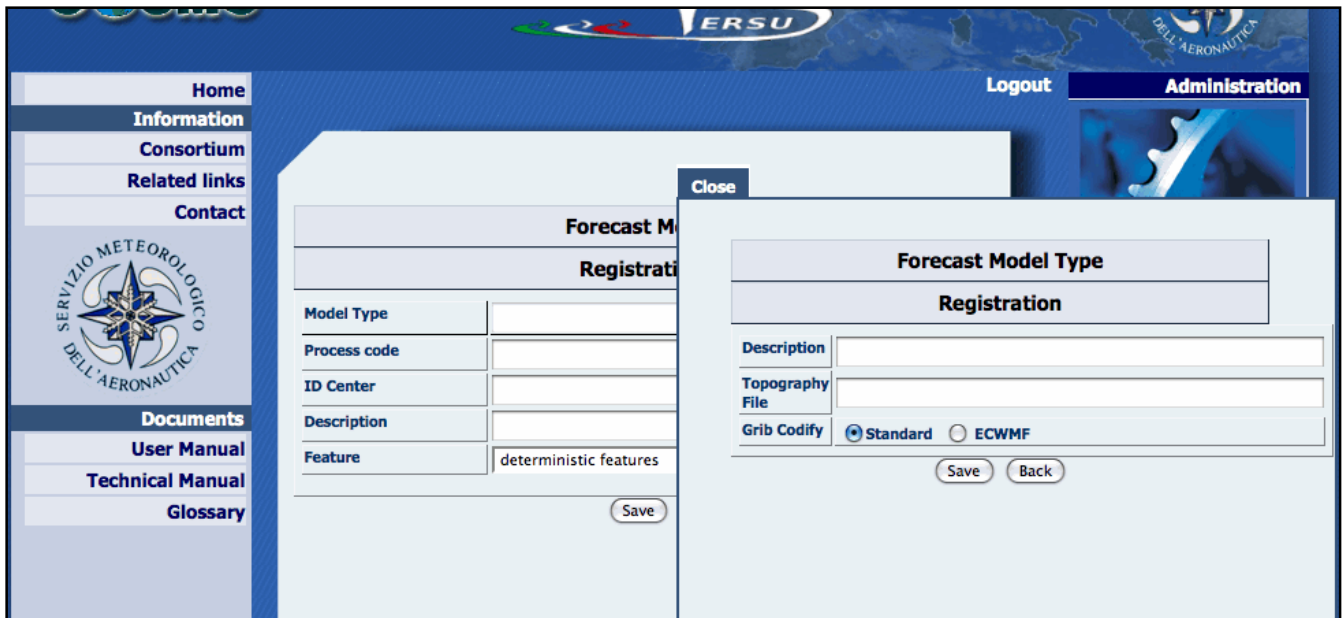 VERSU
DELL'AERONAUTICA
Home
Logout
Administration
Information
Consortium
Related links
Contact
Close
SERVIZIO METEOROLOGICO
DELL'AERONAUTICA
Forecast M
Registrati
Model Type
Process code
ID Center
Description
Feature
deterministic features
Save
Forecast Model Type
Registration
Description
Topography
File
Grib Codify
Standard
ECWMF
Save
Back
Documents
User Manual
Technical Manual
Glossary